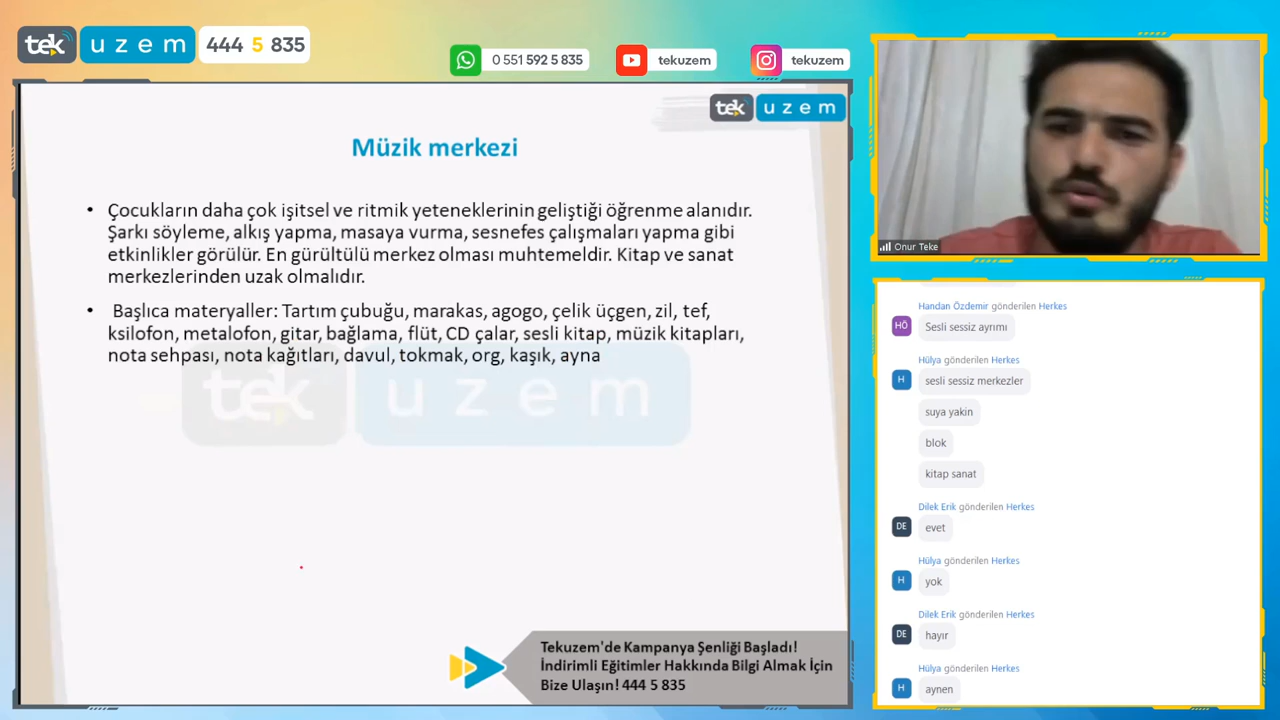 tek uzem 444 5 835
0 551 592 5 835
tekuzem
tekuzem
tek uzem
Müzik merkezi
• Çocukların daha çok işitsel ve ritmik yeteneklerinin geliştiği öğrenme alanıdır.
Şarkı söyleme, alkış yapma, masaya vurma, sesnefes çalışmaları yapma gibi
etkinlikler görülür. En gürültülü merkez olması muhtemeldir. Kitap ve sanat
merkezlerinden uzak olmalıdır.
• Başlıca materyaller: Tartım çubuğu, marakas, agogo, çelik üçgen, zil, tef,
ksilofon, metalofon, gitar, bağlama, flüt, CD çalar, sesli kitap, müzik kitapları,
nota sehpası, nota kağıtları, davul, tokmak, org, kaşık, ayna
tek uzem
Tekuzem'de Kampanya Şenliği Başladı!
İndirimli Eğitimler Hakkında Bilgi Almak İçin
Bize Ulaşın! 444 5 835
Onur Teke
Handan Özdemir gönderilen Herkes
HÖ
Sesli sessiz ayrımı
Hülya gönderilen Herkes
H
sesli sessiz merkezler
suya yakin
blok
kitap sanat
Dilek Erik gönderilen Herkes
DE
evet
Hülya gönderilen Herkes
H
yok
Dilek Erik gönderilen Herkes
DE
hayır
Hülya gönderilen Herkes
H
aynen